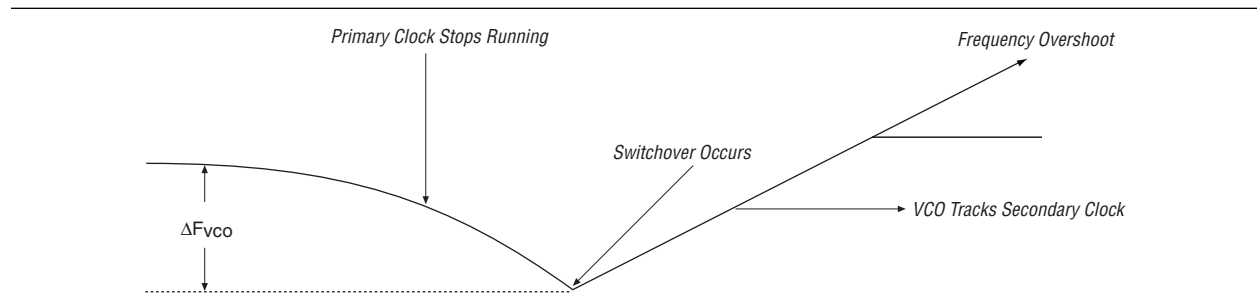 Primary Clock Stops Running
Frequency Overshoot
Switchover Occurs
VCO Tracks Secondary Clock
ΔFvco